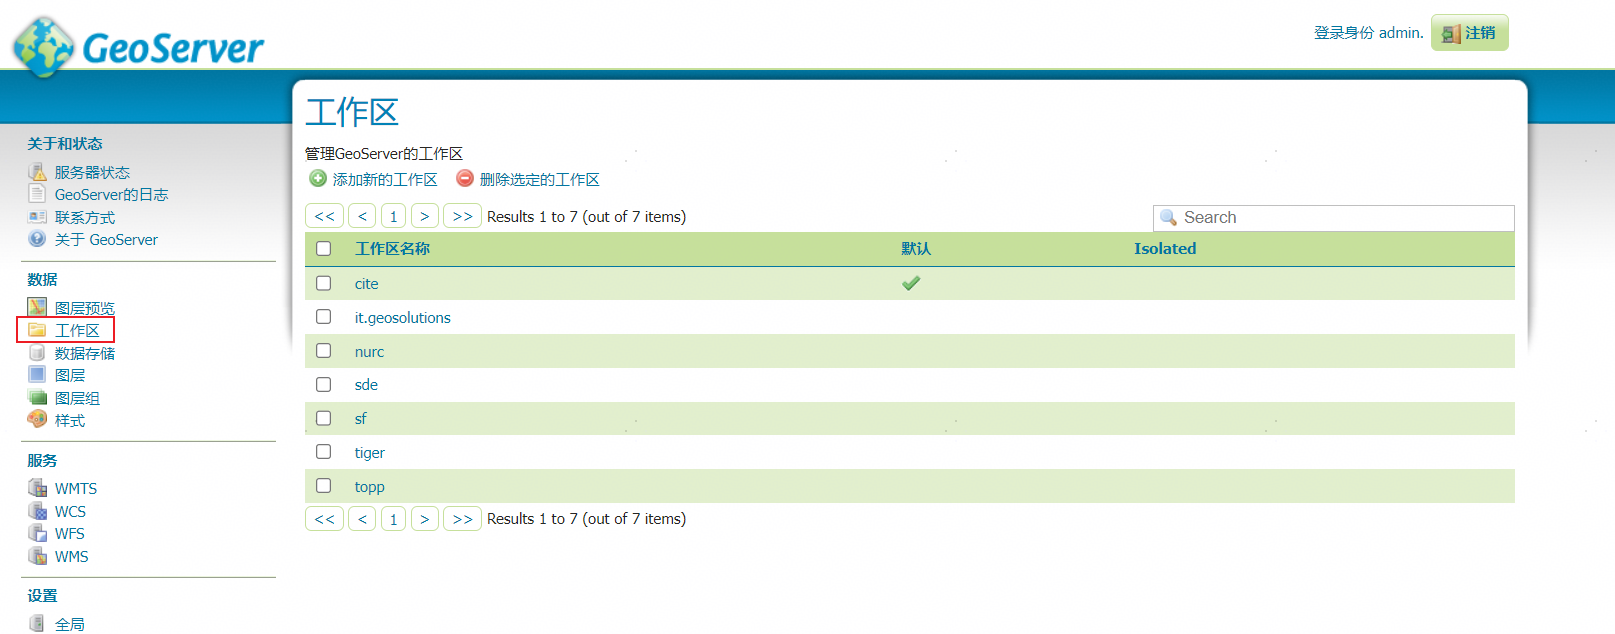 GeoServer
登录身份 admin.
注销
关于和状态
服务器状态
GeoServer的日志
联系方式
关于 GeoServer
数据
图层预览
工作区
数据存储
图层
图层组
样式
服务
WMTS
WCS
WFS
WMS
设置
全局
工作区
管理GeoServer的工作区
添加新的工作区 删除选定的工作区
<< < 1 > >> Results 1 to 7 (out of 7 items) Search
工作区名称 默认 Isolated
cite
it.geosolutions
nurc
sde
sf
tiger
topp
<< < 1 > >> Results 1 to 7 (out of 7 items)